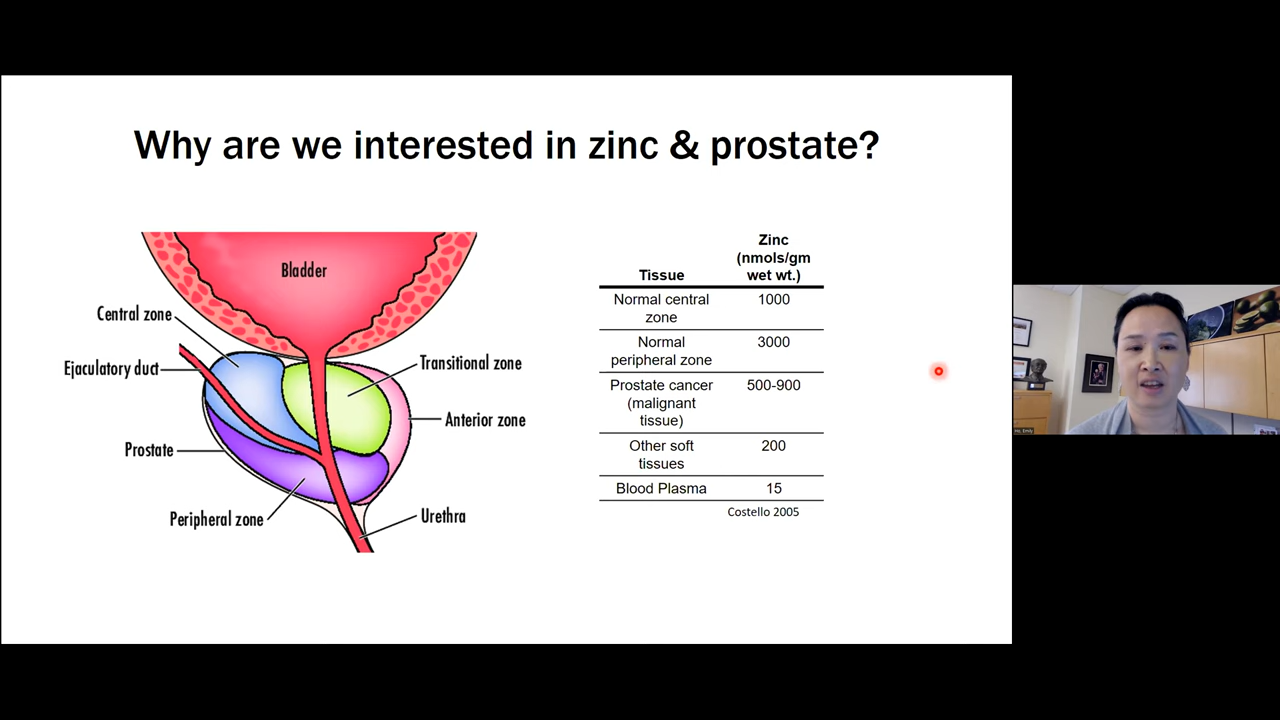 Why are we interested in zinc & prostate?
Bladder
Central zone
Ejaculatory duct
Transitional zone
Anterior zone
Prostate
Peripheral zone
Urethra
Zinc
(nmols/gm
Tissue wet wt.)
Normal central 1000
zone
Normal 3000
peripheral zone
Prostate cancer 500-900
(malignant
tissue)
Other soft 200
tissues
Blood Plasma 15
Costello 2005
Ho, Emily